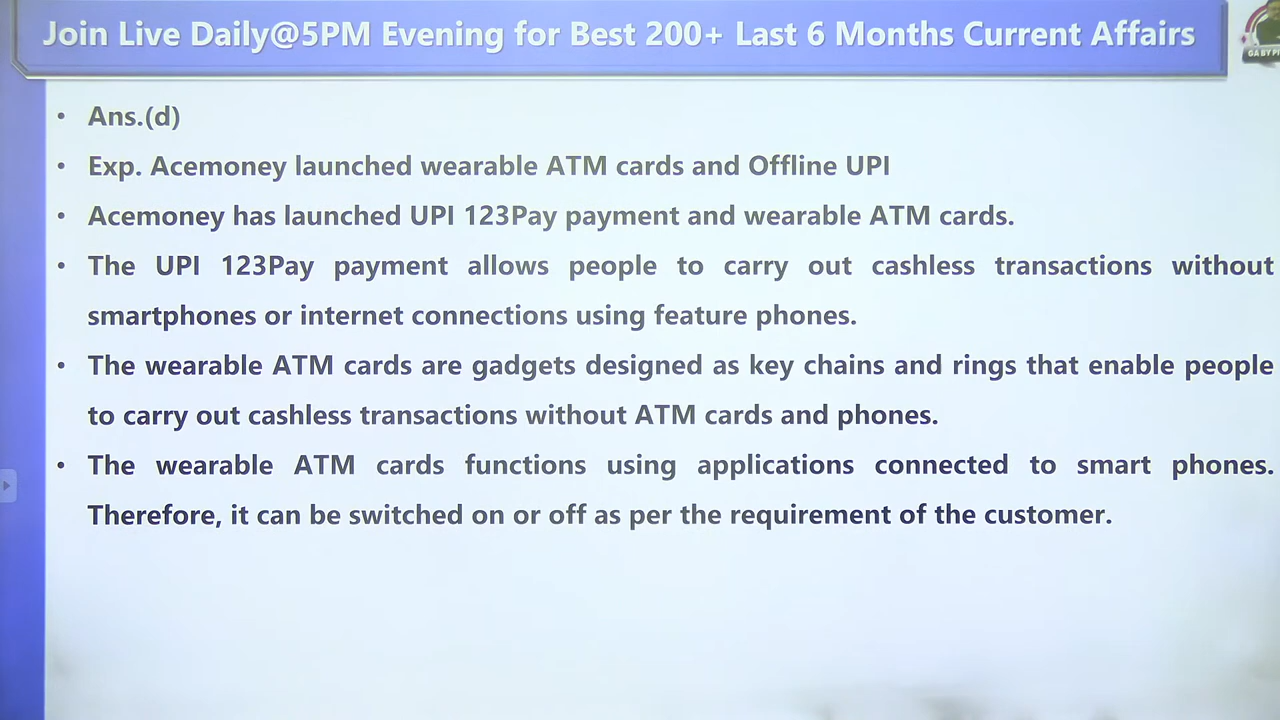 Join Live Daily@5PM Evening for Best 200+ Last 6 Months Current Affairs
• Ans.(d)
• Exp. Acemoney launched wearable ATM cards and Offline UPI
• Acemoney has launched UPI 123Pay payment and wearable ATM cards.
• The UPI 123Pay payment allows people to carry out cashless transactions without
smartphones or internet connections using feature phones.
• The wearable ATM cards are gadgets designed as key chains and rings that enable people
to carry out cashless transactions without ATM cards and phones.
• The wearable ATM cards functions using applications connected to smart phones.
Therefore, it can be switched on or off as per the requirement of the customer.